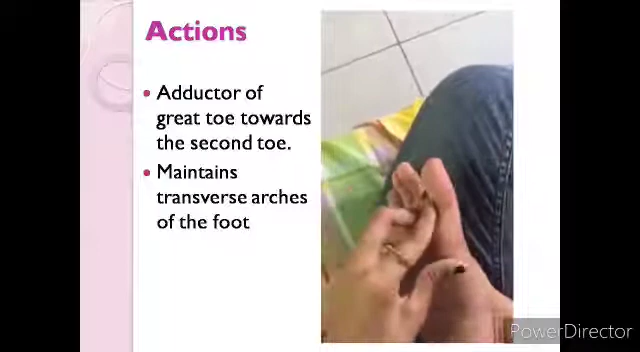 Actions
• Adductor of
great toe towards
the second toe.
• Maintains
transverse arches
of the foot
PowerDirector